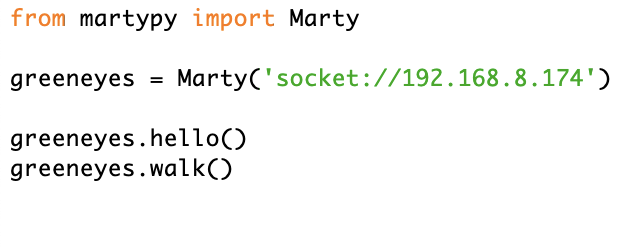 from martypy import Marty
greeneyes = Marty('socket://192.168.8.174')
greeneyes.hello()
greeneyes.walk()